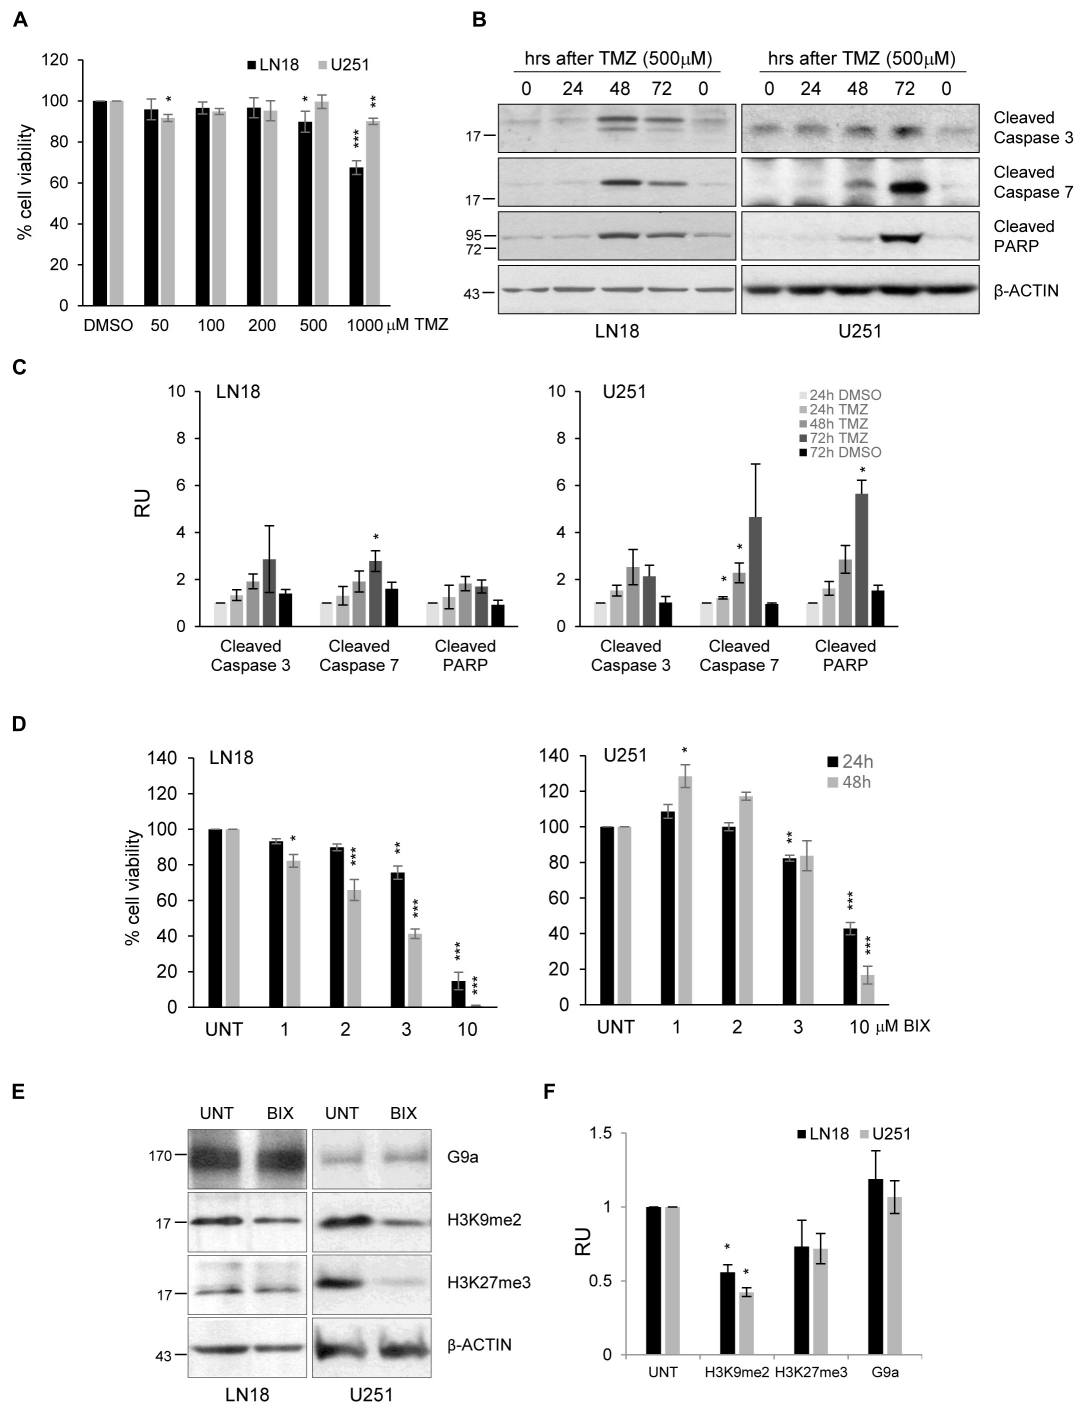 A
120
100
80
60
40
20
0
% cell viability
LN18 U251
*
*
***
**
DMSO 50 100 200 500 1000 μM TMZ
B
hrs after TMZ (500μM) hrs after TMZ (500μM)
0 24 48 72 0 0 24 48 72 0
17
Cleaved
Caspase 3
17
Cleaved
Caspase 7
95
72
Cleaved
PARP
43
β-ACTIN
LN18 U251
C
LN18
10
8
6
4
2
0
RU
*
Cleaved
Caspase 3
Cleaved
Caspase 7
Cleaved
PARP
U251
10
8
6
4
2
0
24h DMSO
24h TMZ
48h TMZ
72h TMZ
72h DMSO
*
*
*
Cleaved
Caspase 3
Cleaved
Caspase 7
Cleaved
PARP
D
LN18
140
120
100
80
60
40
20
0
% cell viability
*
***
**
***
***
***
UNT 1 2 3 10
U251
140
120
100
80
60
40
20
0
24h
48h
*
**
***
***
UNT 1 2 3 10 μM BIX
E
UNT BIX UNT BIX
170
G9a
17
H3K9me2
17
H3K27me3
43
β-ACTIN
LN18 U251
F
LN18 U251
1.5
1
0.5
0
RU
*
*
UNT H3K9me2 H3K27me3 G9a